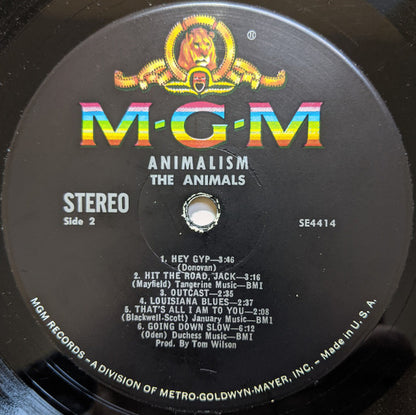 ®
M·G·M
ANIMALISM
THE ANIMALS
STEREO
Side 2
SE4414
1. HEY GYP—3:46
(Donovan)
2. HIT THE ROAD, JACK—3:16
(Mayfield) Tangerine Music—BMI
3. OUTCAST—2:35
4. LOUISIANA BLUES—2:37
5. THAT'S ALL I AM TO YOU—2:08
(Blackwell-Scott) January Music—BMI
6. GOING DOWN SLOW—6:12
(Oden) Duchess Music—BMI
Prod. By Tom Wilson
MGM RECORDS – A DIVISION OF METRO-GOLDWYN-MAYER, INC. – Made in U. S. A.